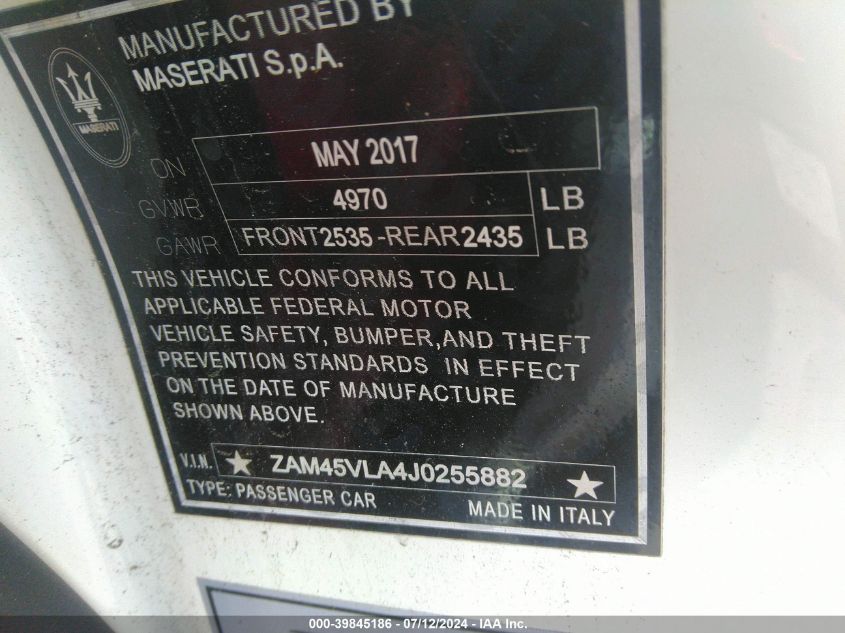 MANUFACTURED BY
MASERATI S.p.A.
MASERATI
ON MAY 2017
GVWR 4970 LB
GAWR FRONT2535-REAR2435 LB
THIS VEHICLE CONFORMS TO ALL
APPLICABLE FEDERAL MOTOR
VEHICLE SAFETY, BUMPER,AND THEFT
PREVENTION STANDARDS IN EFFECT
ON THE DATE OF MANUFACTURE
SHOWN ABOVE.
V.I.N. ★ ZAM45VLA4J0255882 ★
TYPE: PASSENGER CAR MADE IN ITALY
000-39845186 - 07/12/2024 - IAA Inc.